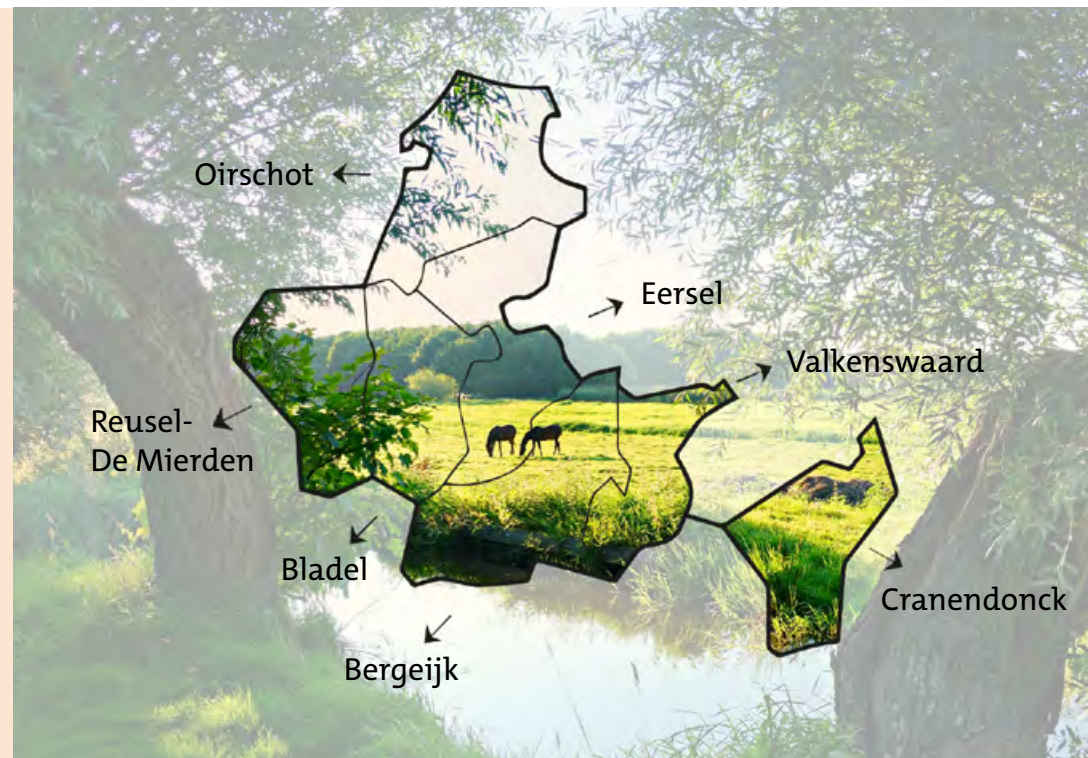 Oirschot
Eersel
Valkenswaard
Reusel-
De Mierden
Bladel
Cranendonck
Bergeijk